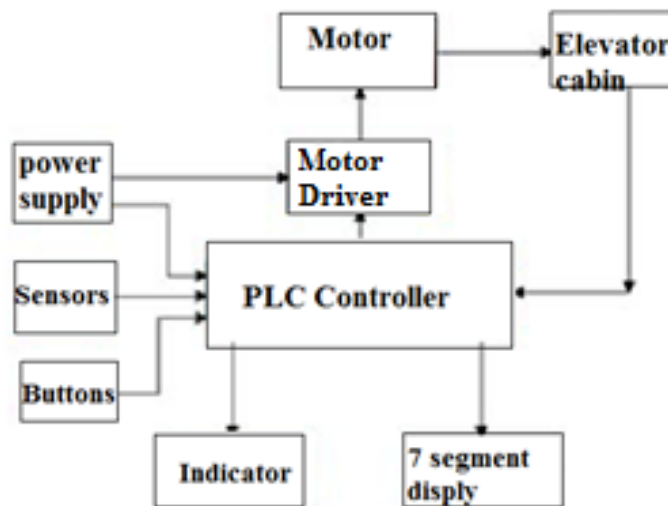 Motor
Elevator
cabin
power
supply
Motor
Driver
Sensors
PLC Controller
Buttons
Indicator
7 segment
disply